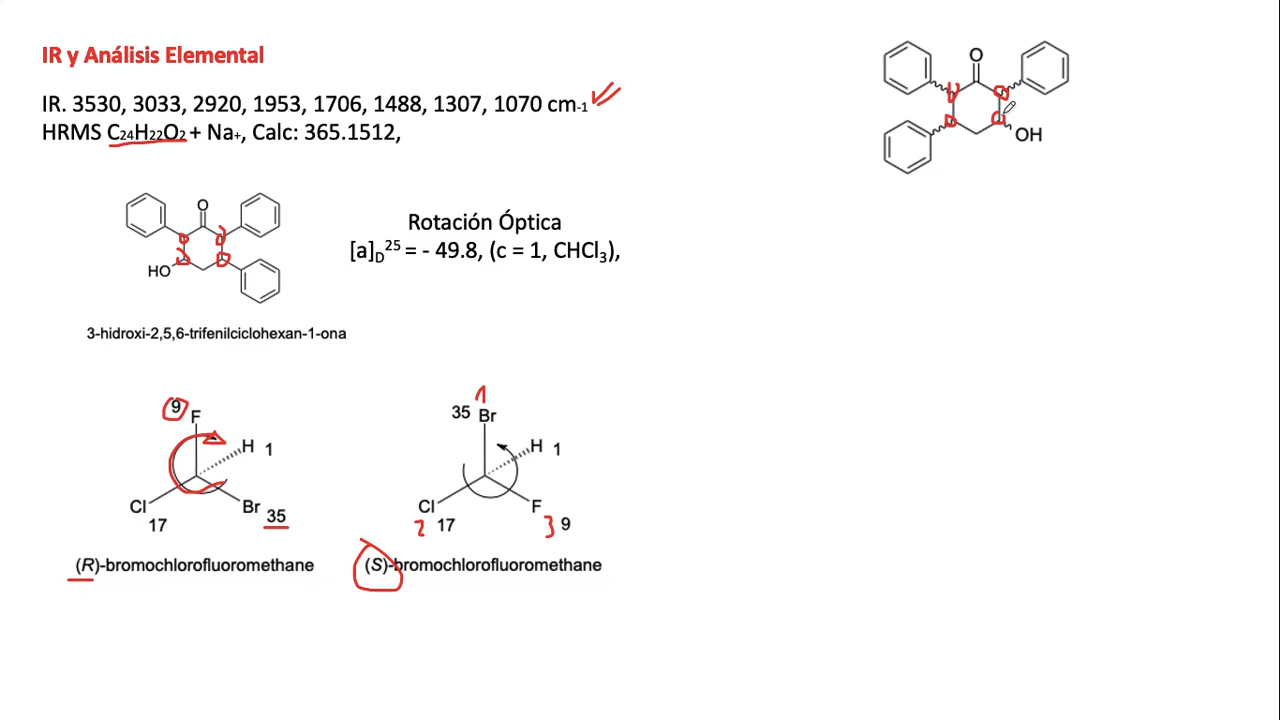 IR y Análisis Elemental
IR. 3530, 3033, 2920, 1953, 1706, 1488, 1307, 1070 cm-1
HRMS C24H22O2 + Na+, Calc: 365.1512,
O
OH
O
HO
3-hidroxi-2,5,6-trifenilciclohexan-1-ona
Rotación Óptica
[a]D25 = - 49.8, (c = 1, CHCl3),
9
F
H 1
Cl
17
Br
35
(R)-bromochlorofluoromethane
1
35 Br
H 1
Cl
2 17
F
3 9
(S)-bromochlorofluoromethane